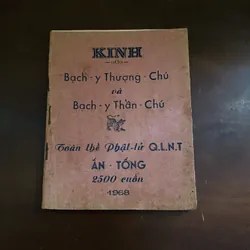 KINH
Bạch-y Thượng-Chú
và
Bạch-y Thần-Chú
Toàn thể Phật-tử Q.L.N.T
ẤN-TỐNG
2500 cuốn
1968